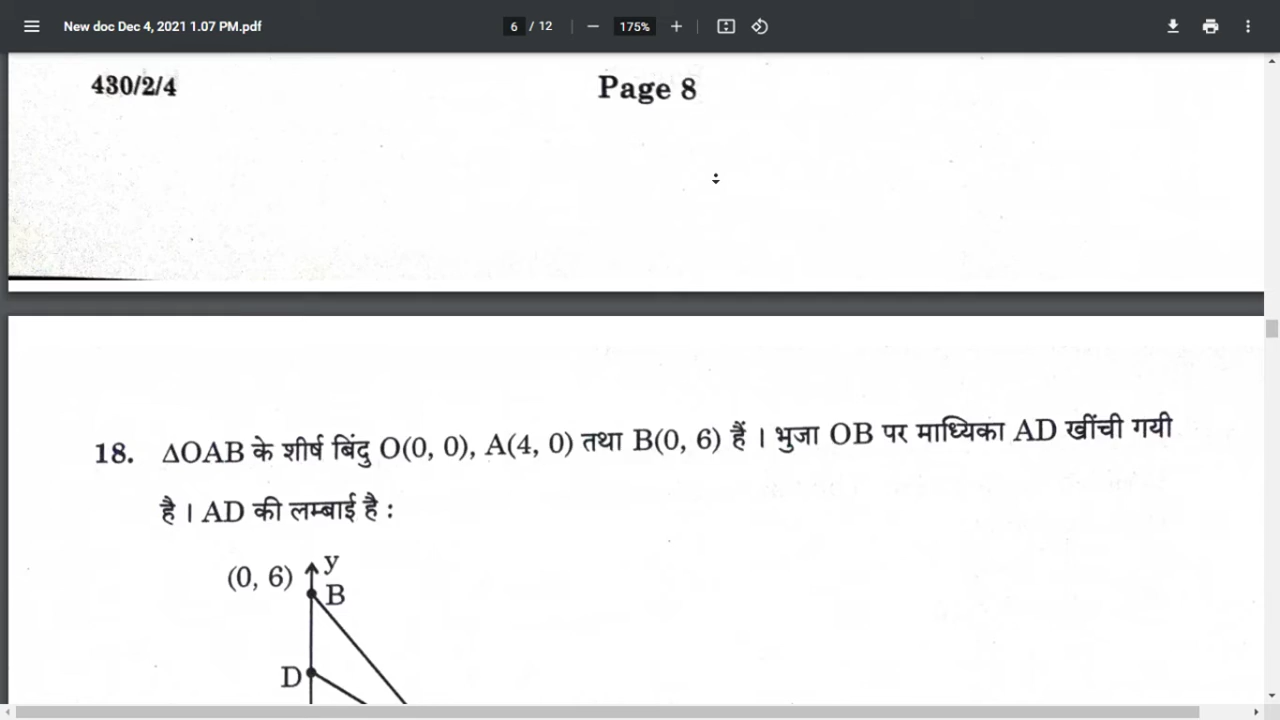 New doc Dec 4, 2021 1.07 PM.pdf
6 / 12
175%
430/2/4
Page 8
18. ΔOAB के शीर्ष बिंदु O(0, 0), A(4, 0) तथा B(0, 6) हैं । भुजा OB पर माध्यिका AD खींची गयी
है । AD की लम्बाई है :
y
(0, 6)
B
D